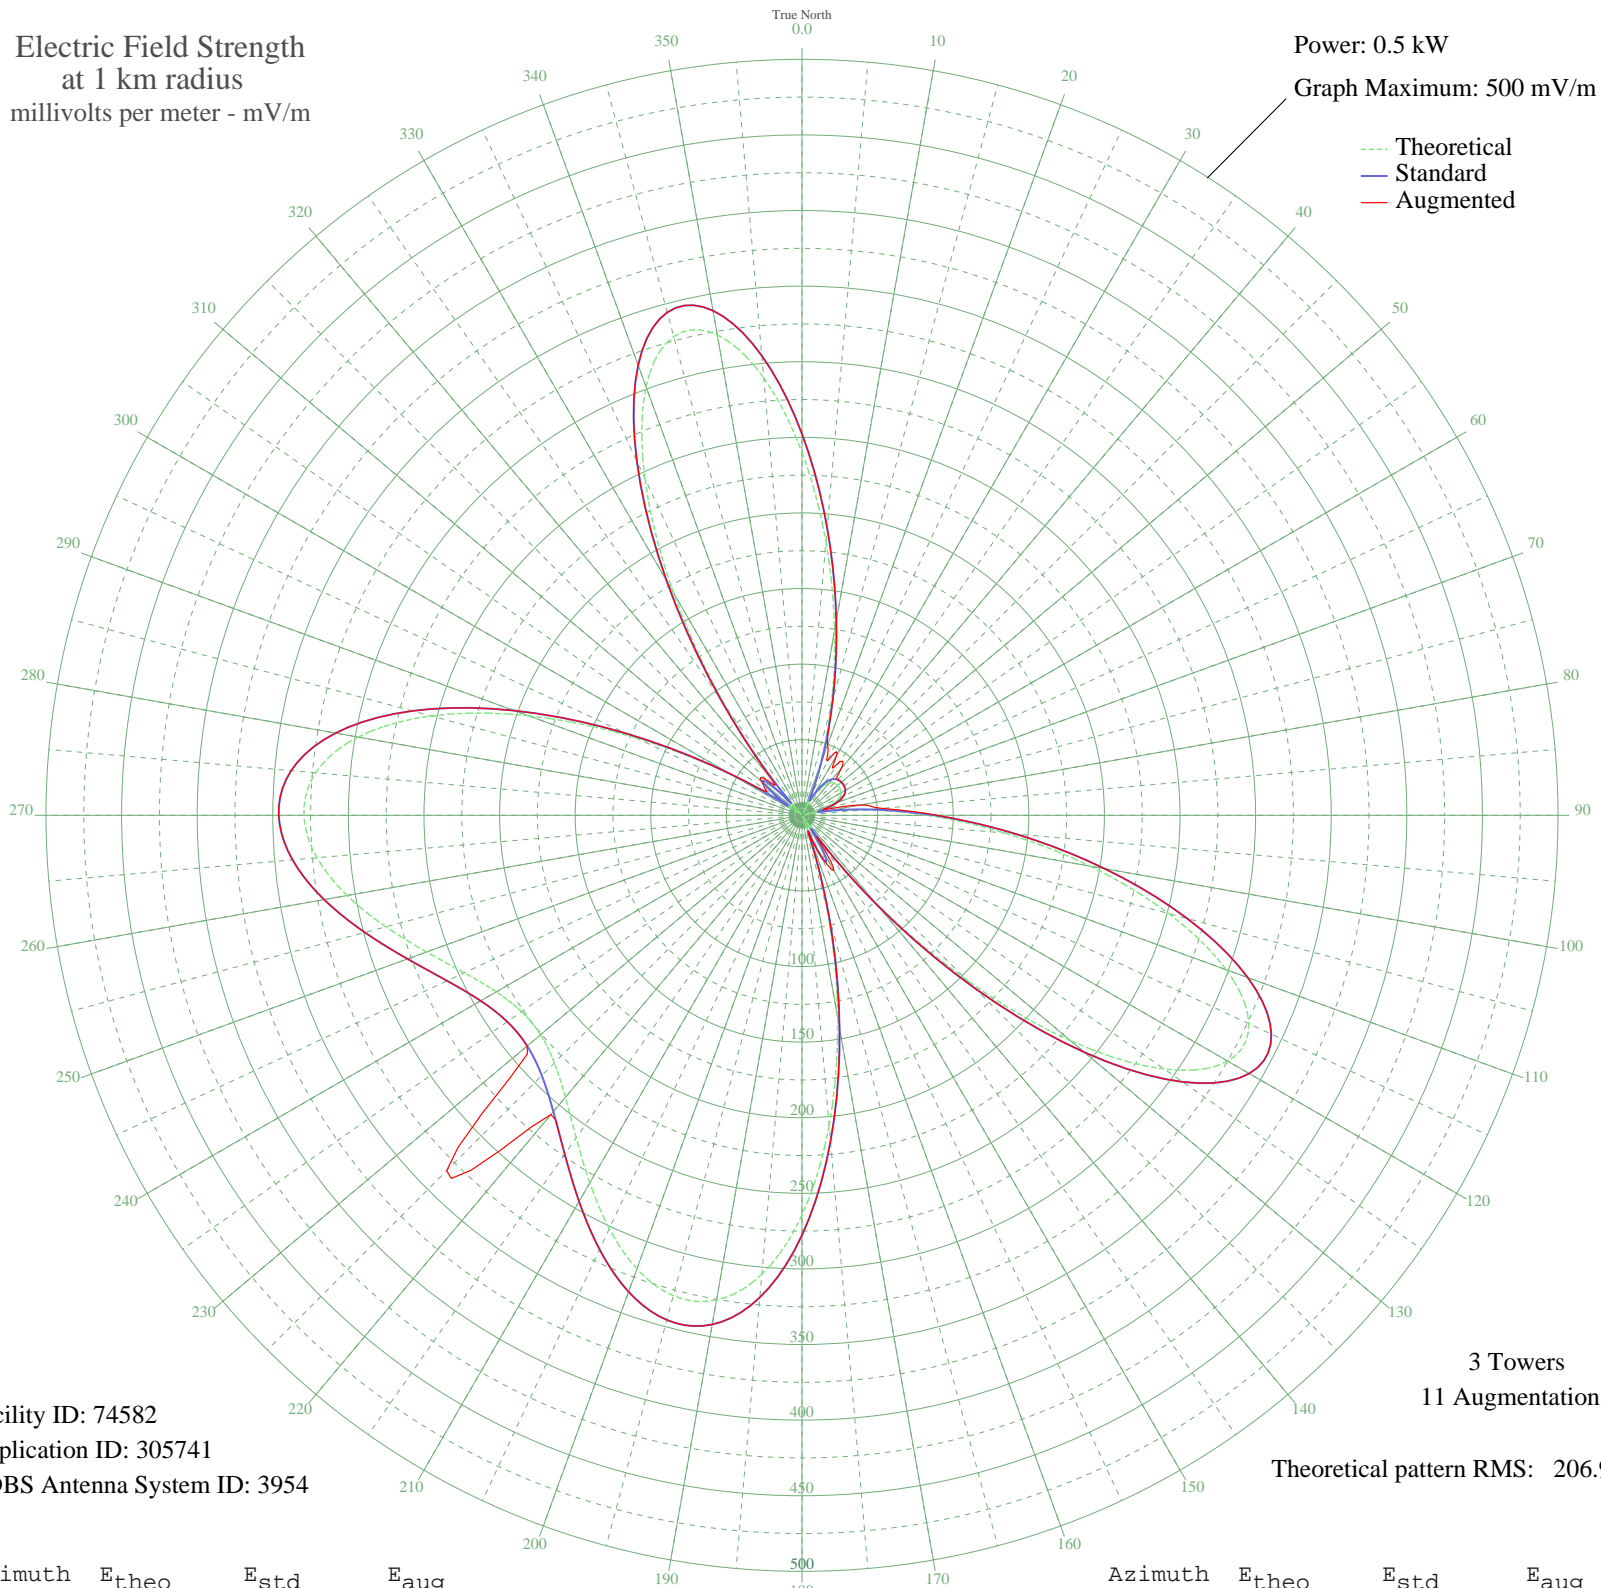 Electric Field Strength
at 1 km radius
millivolts per meter - mV/m
True North
0.0
Power: 0.5 kW
Graph Maximum: 500 mV/m
Theoretical
Standard
Augmented
10
20
30
40
50
60
70
80
90
100
110
120
130
140
150
160
170
190
200
210
220
230
240
250
260
270
280
290
300
310
320
330
340
350
100
150
200
250
300
350
400
450
500
3 Towers
11 Augmentation
Theoretical pattern RMS: 206.9
cility ID: 74582
plication ID: 305741
DBS Antenna System ID: 3954
imuth Etheo Estd Eaug
Azimuth Etheo Estd Eaug